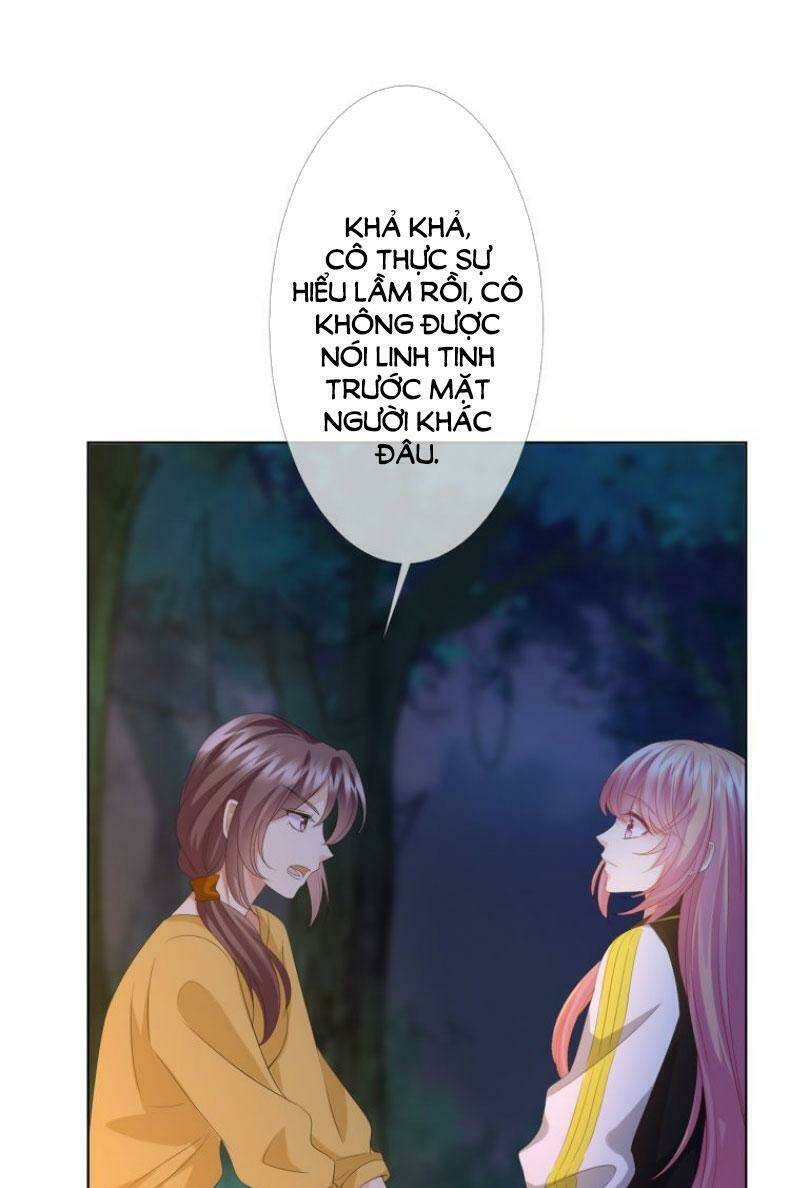 KHẢ KHẢ,
CÔ THỰC SỰ
HIỂU LẦM RỒI, CÔ
KHÔNG ĐƯỢC
NÓI LINH TINH
TRƯỚC MẶT
NGƯỜI KHÁC
ĐÂU.